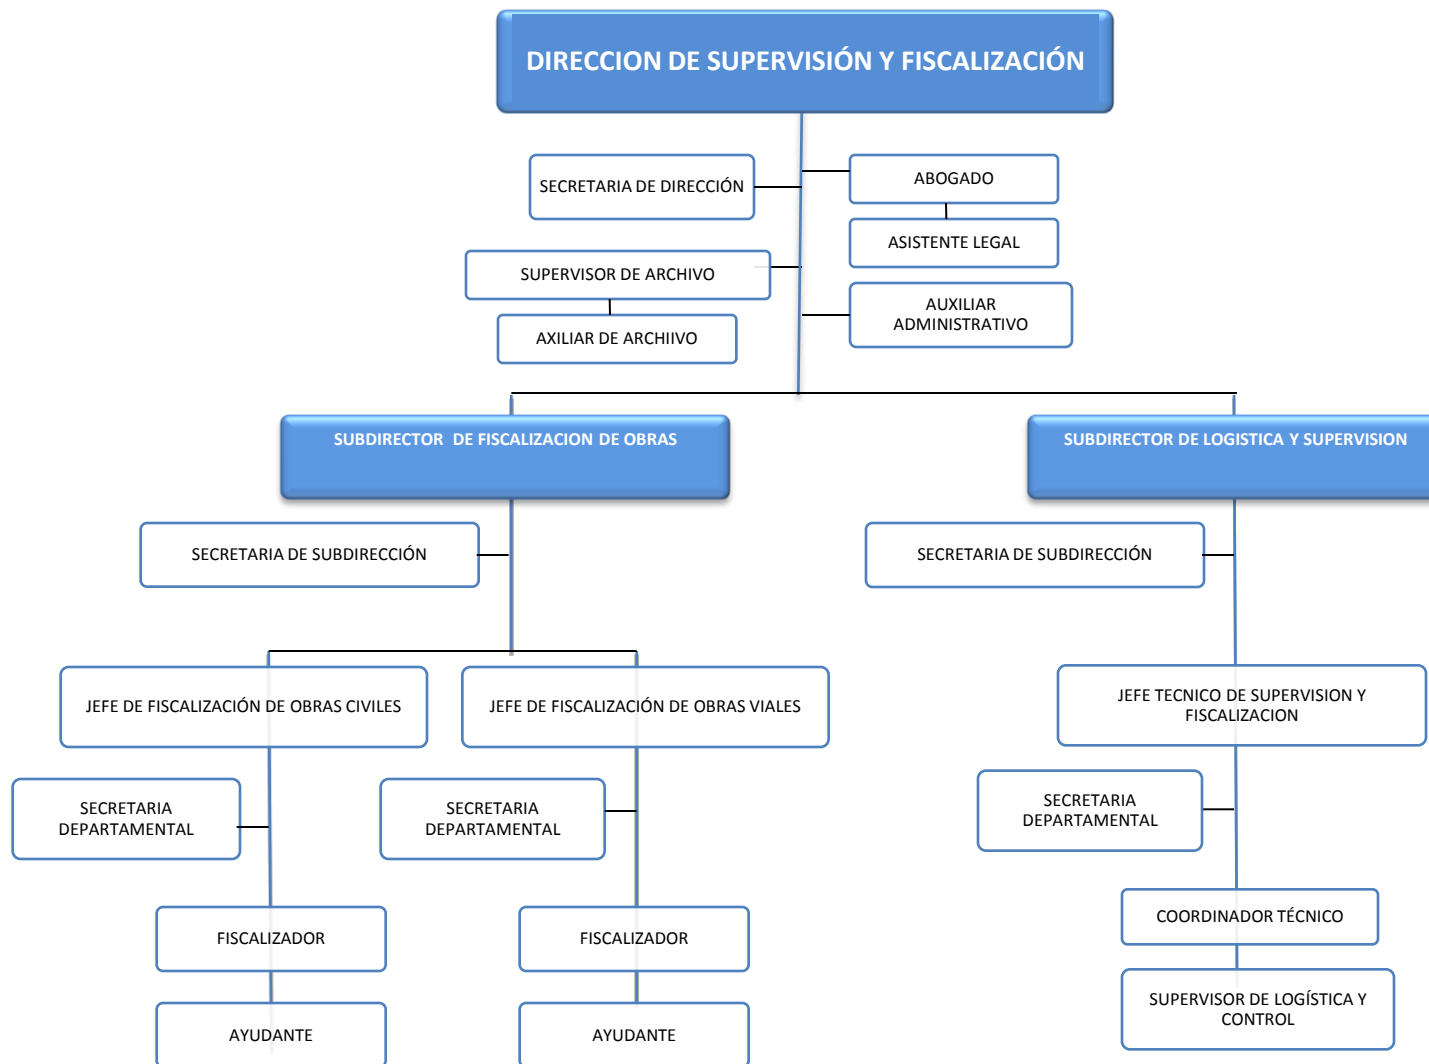 DIRECCION DE SUPERVISIÓN Y FISCALIZACIÓN
SECRETARIA DE DIRECCIÓN
ABOGADO
ASISTENTE LEGAL
SUPERVISOR DE ARCHIVO
AUXILIAR
ADMINISTRATIVO
AXILIAR DE ARCHIIVO
SUBDIRECTOR DE FISCALIZACION DE OBRAS
SUBDIRECTOR DE LOGISTICA Y SUPERVISION
SECRETARIA DE SUBDIRECCIÓN
SECRETARIA DE SUBDIRECCIÓN
JEFE DE FISCALIZACIÓN DE OBRAS CIVILES
JEFE DE FISCALIZACIÓN DE OBRAS VIALES
JEFE TECNICO DE SUPERVISION Y
FISCALIZACION
SECRETARIA
DEPARTAMENTAL
SECRETARIA
DEPARTAMENTAL
SECRETARIA
DEPARTAMENTAL
FISCALIZADOR
FISCALIZADOR
COORDINADOR TÉCNICO
AYUDANTE
AYUDANTE
SUPERVISOR DE LOGÍSTICA Y
CONTROL